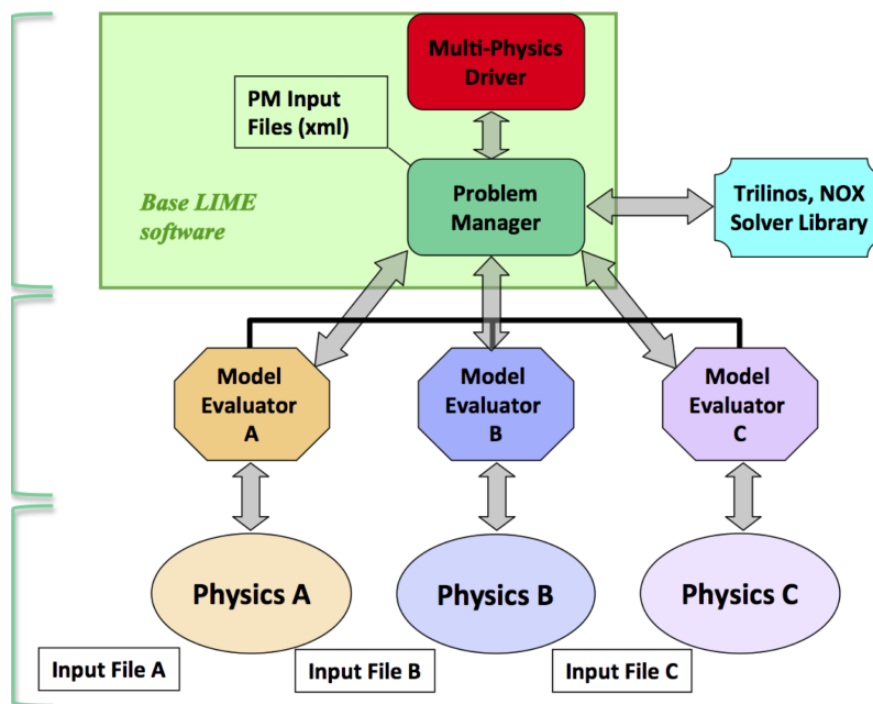 Multi-Physics
Driver
PM Input
Files (xml)
Base LIME
software
Problem
Manager
Trilinos, NOX
Solver Library
Model
Evaluator
A
Model
Evaluator
B
Model
Evaluator
C
Physics A
Physics B
Physics C
Input File A
Input File B
Input File C